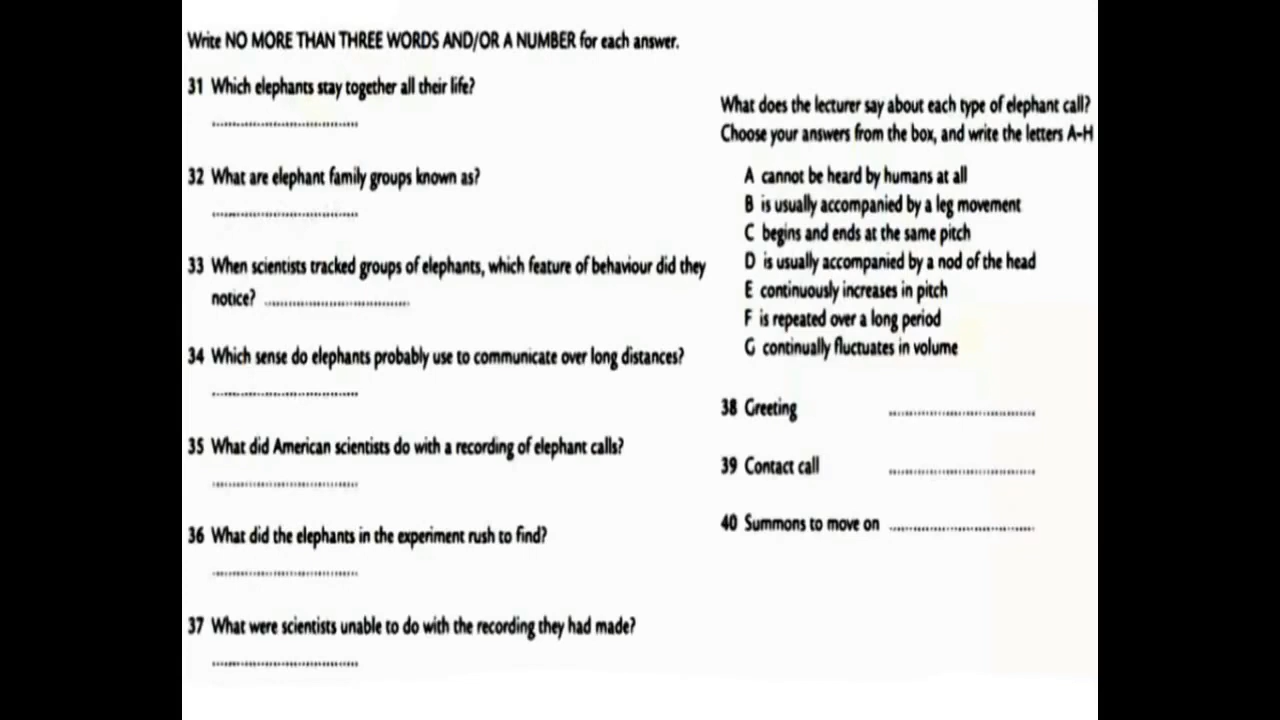 Write NO MORE THAN THREE WORDS AND/OR A NUMBER for each answer.
31 Which elephants stay together all their life?
................................
32 What are elephant family groups known as?
................................
33 When scientists tracked groups of elephants, which feature of behaviour did they
notice? ................................
34 Which sense do elephants probably use to communicate over long distances?
................................
35 What did American scientists do with a recording of elephant calls?
................................
36 What did the elephants in the experiment rush to find?
................................
37 What were scientists unable to do with the recording they had made?
................................
What does the lecturer say about each type of elephant call?
Choose your answers from the box, and write the letters A-H
A cannot be heard by humans at all
B is usually accompanied by a leg movement
C begins and ends at the same pitch
D is usually accompanied by a nod of the head
E continuously increases in pitch
F is repeated over a long period
G continually fluctuates in volume
38 Greeting ................................
39 Contact call ................................
40 Summons to move on ................................